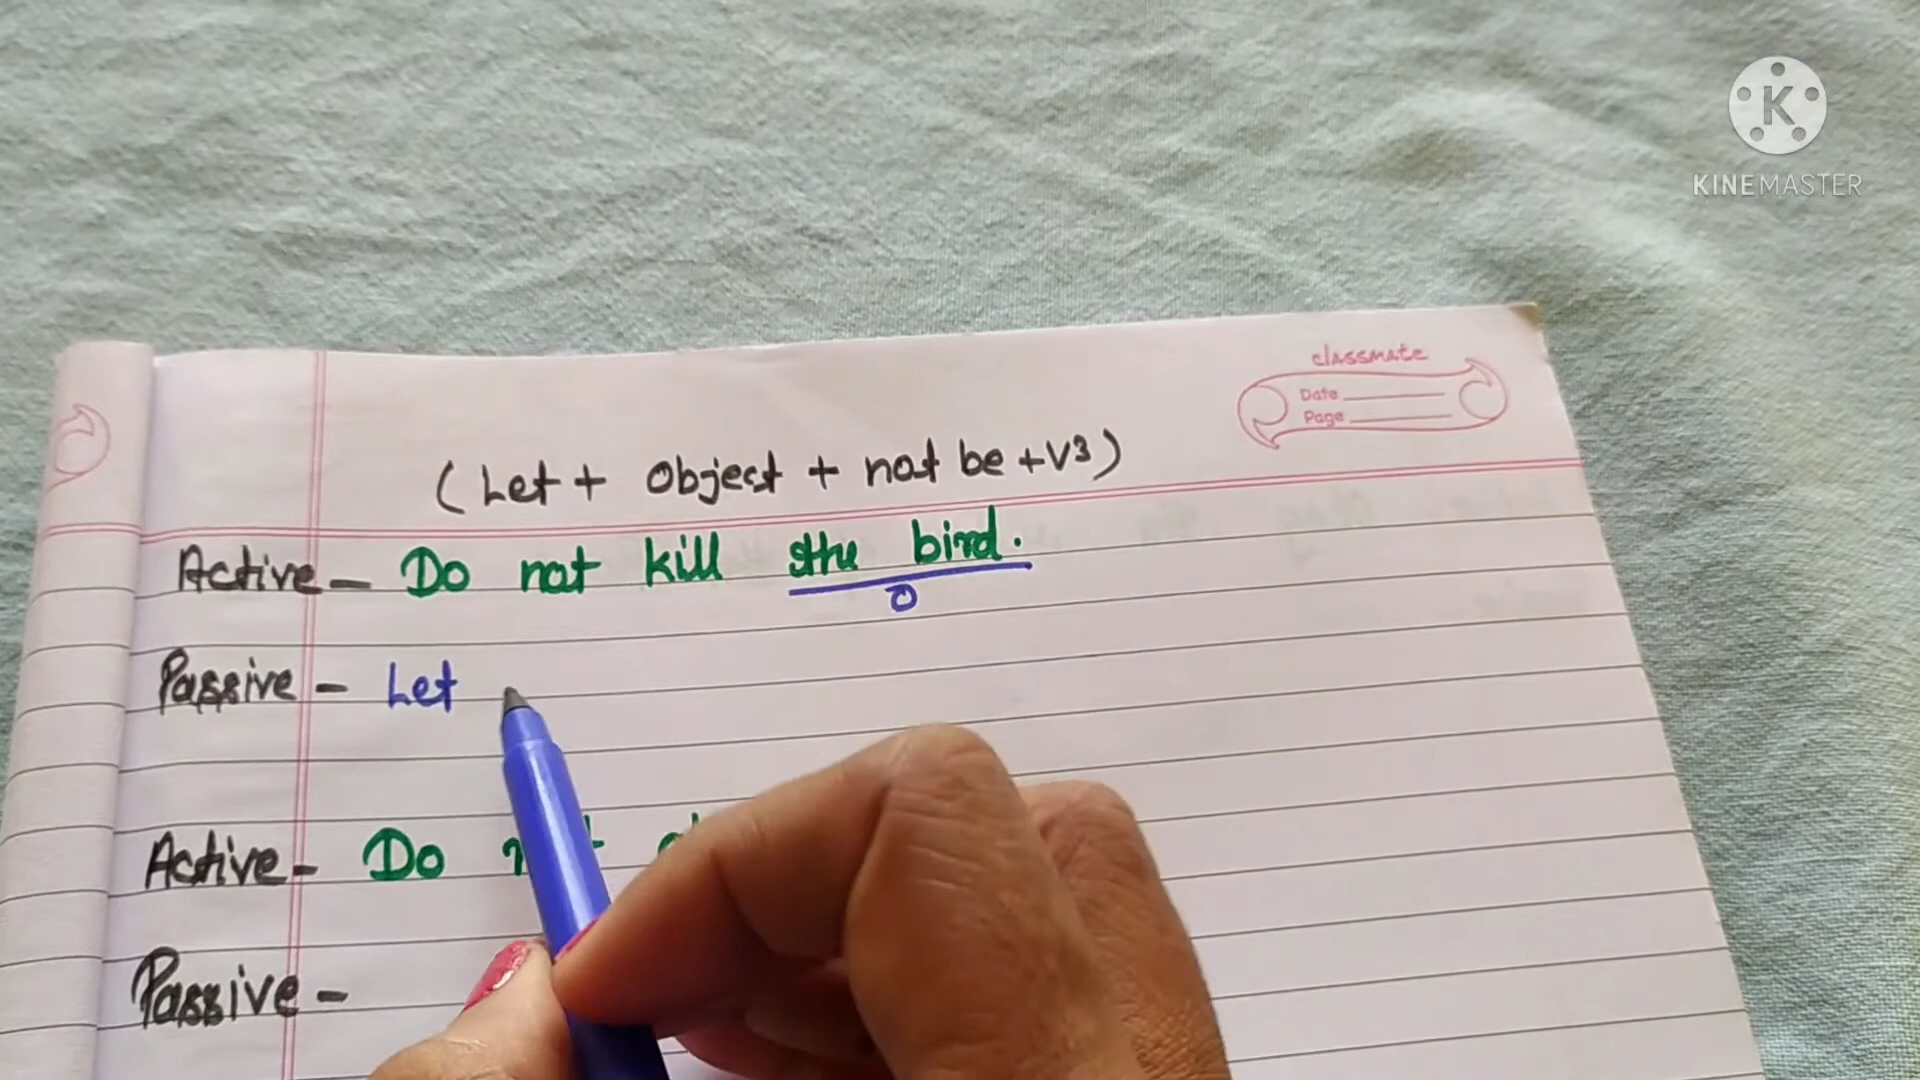 KINEMASTER
classmate
Date
Page
(Let + Object + not be + V3)
Active - Do not kill the bird.
O
Passive - Let
Active - Do
Passive -